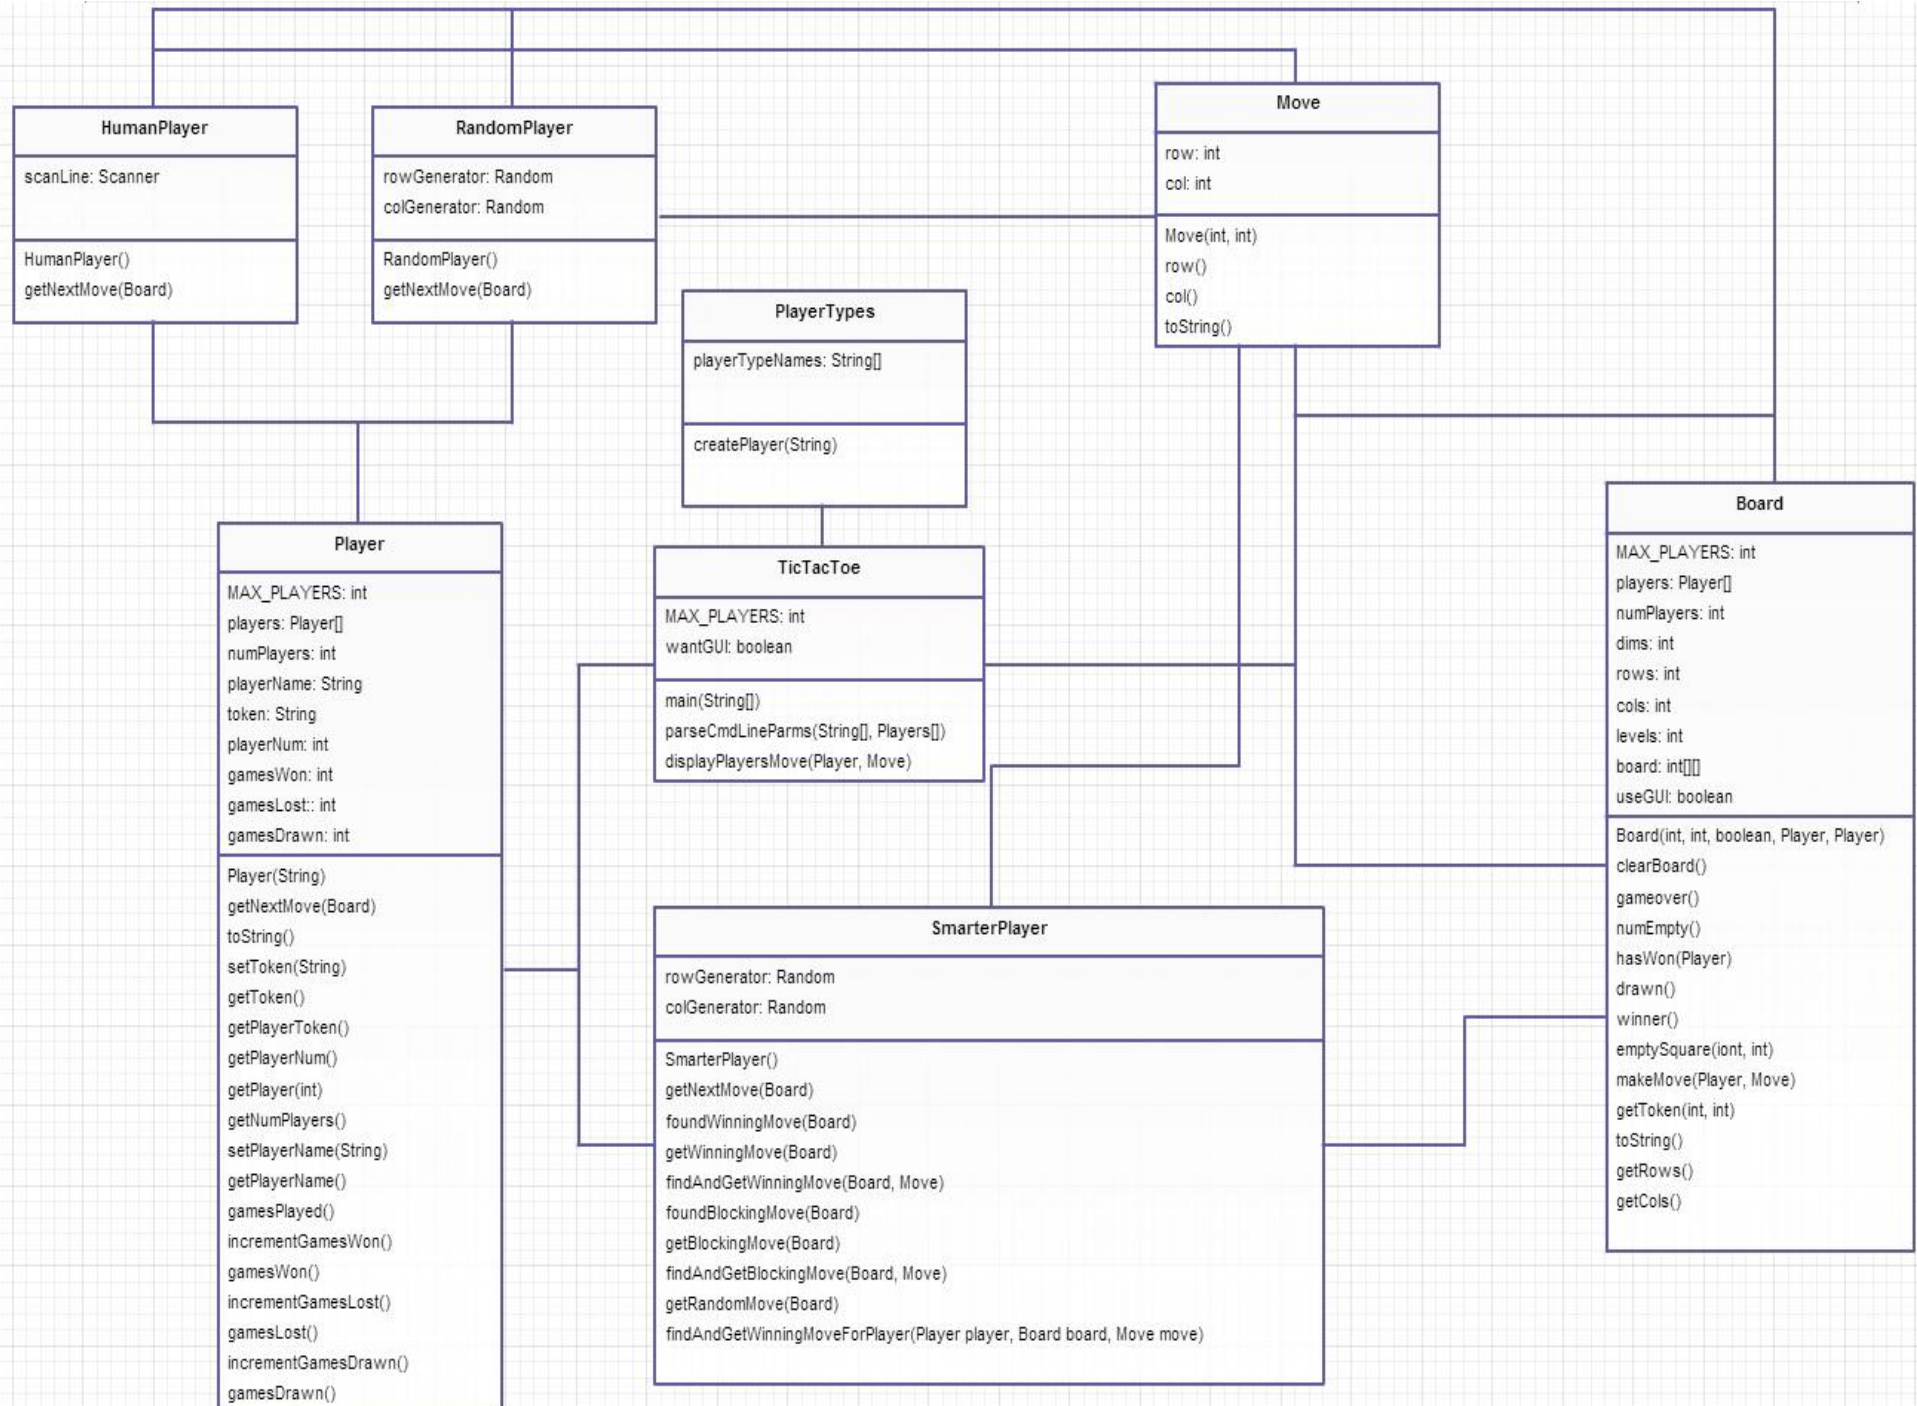 HumanPlayer
scanLine: Scanner
HumanPlayer()
getNextMove(Board)
RandomPlayer
rowGenerator: Random
colGenerator: Random
RandomPlayer()
getNextMove(Board)
Move
row: int
col: int
Move(int, int)
row()
col()
toString()
PlayerTypes
playerTypeNames: String[]
createPlayer(String)
Player
MAX_PLAYERS: int
players: Player[]
numPlayers: int
playerName: String
token: String
playerNum: int
gamesWon: int
gamesLost:: int
gamesDrawn: int
Player(String)
getNextMove(Board)
toString()
setToken(String)
getToken()
getPlayerToken()
getPlayerNum()
getPlayer(int)
getNumPlayers()
setPlayerName(String)
getPlayerName()
gamesPlayed()
incrementGamesWon()
gamesWon()
incrementGamesLost()
gamesLost()
incrementGamesDrawn()
gamesDrawn()
TicTacToe
MAX_PLAYERS: int
wantGUI: boolean
main(String[])
parseCmdLineParms(String[], Players[])
displayPlayersMove(Player, Move)
SmarterPlayer
rowGenerator: Random
colGenerator: Random
SmarterPlayer()
getNextMove(Board)
foundWinningMove(Board)
getWinningMove(Board)
findAndGetWinningMove(Board, Move)
foundBlockingMove(Board)
getBlockingMove(Board)
findAndGetBlockingMove(Board, Move)
getRandomMove(Board)
findAndGetWinningMoveForPlayer(Player player, Board board, Move move)
Board
MAX_PLAYERS: int
players: Player[]
numPlayers: int
dims: int
rows: int
cols: int
levels: int
board: int[][]
useGUI: boolean
Board(int, int, boolean, Player, Player)
clearBoard()
gameover()
numEmpty()
hasWon(Player)
drawn()
winner()
emptySquare(iont, int)
makeMove(Player, Move)
getToken(int, int)
toString()
getRows()
getCols()